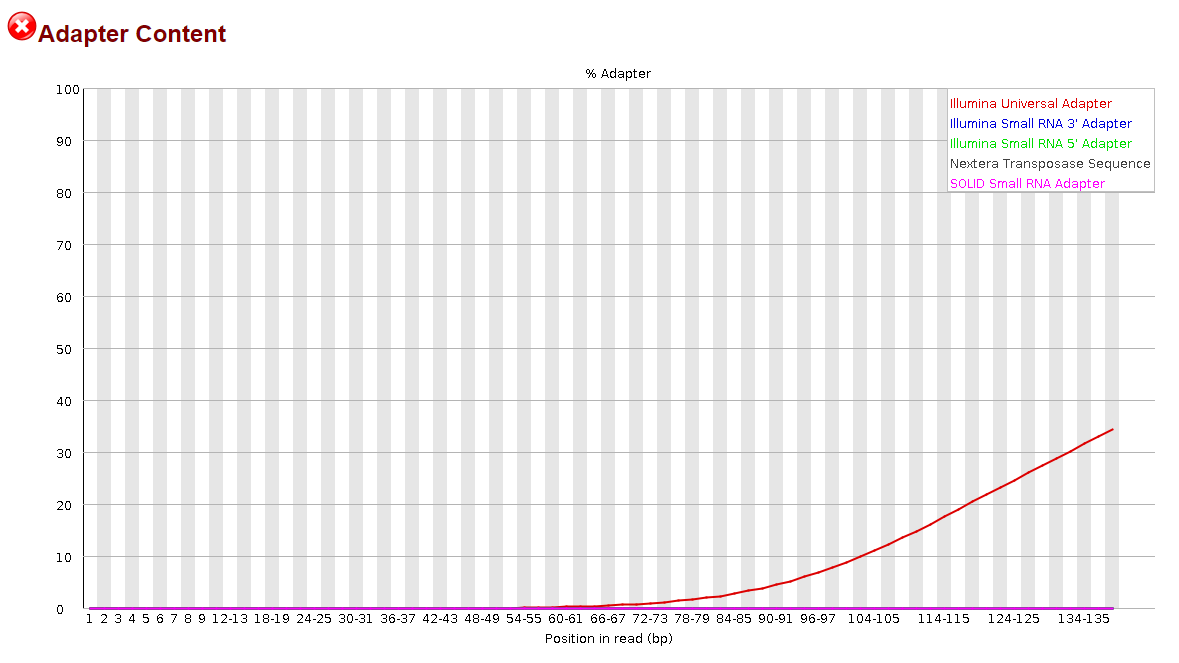 Adapter Content
% Adapter
100
90
80
70
60
50
40
30
20
10
0
Illumina Universal Adapter
Illumina Small RNA 3' Adapter
Illumina Small RNA 5' Adapter
Nextera Transposase Sequence
SOLID Small RNA Adapter
1 2 3 4 5 6 7 8 9 12-13 18-19 24-25 30-31 36-37 42-43 48-49 54-55 60-61 66-67 72-73 78-79 84-85 90-91 96-97 104-105 114-115 124-125 134-135
Position in read (bp)